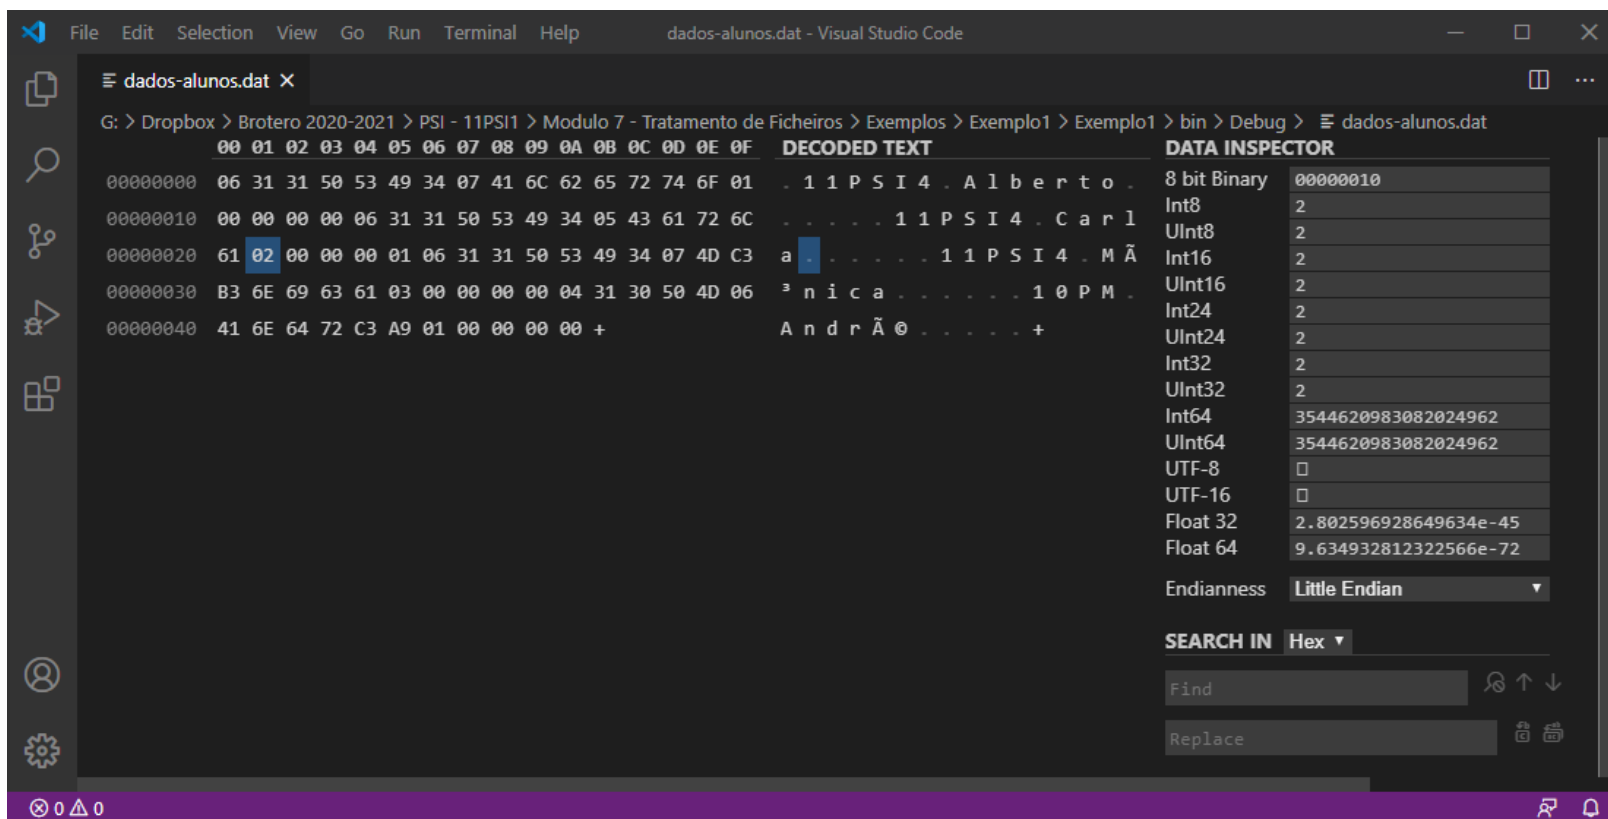 File Edit Selection View Go Run Terminal Help dados-alunos.dat - Visual Studio Code
dados-alunos.dat
G: > Dropbox > Brotero 2020-2021 > PSI - 11PSI1 > Modulo 7 - Tratamento de Ficheiros > Exemplos > Exemplo1 > Exemplo1 > bin > Debug > dados-alunos.dat
00 01 02 03 04 05 06 07 08 09 0A 0B 0C 0D 0E 0F DECODED TEXT
00000000 06 31 31 50 53 49 34 07 41 6C 62 65 72 74 6F 01 . 1 1 P S I 4 . A l b e r t o .
00000010 00 00 00 00 06 31 31 50 53 49 34 05 43 61 72 6C . . . . . 1 1 P S I 4 . C a r l
00000020 61 02 00 00 00 01 06 31 31 50 53 49 34 07 4D C3 a . . . . . . 1 1 P S I 4 . M Ã
00000030 B3 6E 69 63 61 03 00 00 00 00 04 31 30 50 4D 06 ³ n i c a . . . . . . 1 0 P M .
00000040 41 6E 64 72 C3 A9 01 00 00 00 00 + A n d r Ã © . . . . . +
DATA INSPECTOR
8 bit Binary 00000010
Int8 2
UInt8 2
Int16 2
UInt16 2
Int24 2
UInt24 2
Int32 2
UInt32 2
Int64 3544620983082024962
UInt64 3544620983082024962
UTF-8
UTF-16
Float 32 2.802596928649634e-45
Float 64 9.634932812322566e-72
Endianness Little Endian
SEARCH IN Hex
Find
Replace
0 0